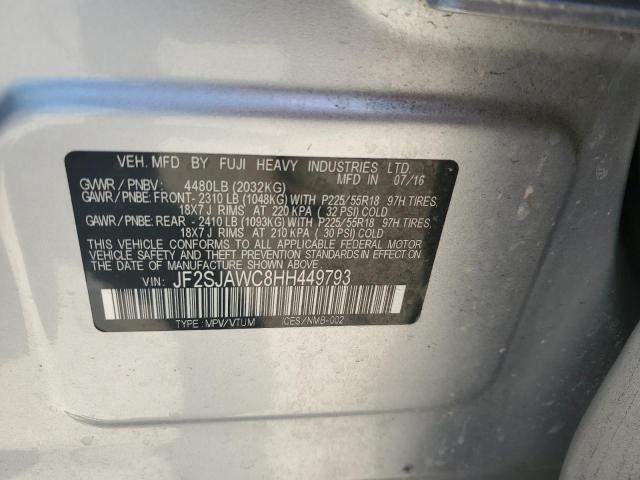 VEH. MFD BY FUJI HEAVY INDUSTRIES LTD.
MFD IN 07/16
GVWR / PNBV : 4480LB (2032KG)
GAWR/PNBE: FRONT- 2310 LB (1048KG) WITH P225/55R18 97H TIRES,
18X7 J RIMS AT 220 KPA ( 32 PSI) COLD
GAWR/PNBE: REAR - 2410 LB (1093KG) WITH P225/55R18 97H TIRES,
18X7 J RIMS AT 210 KPA ( 30 PSI) COLD
THIS VEHICLE CONFORMS TO ALL APPLICABLE FEDERAL MOTOR
VEHICLE SAFETY AND THEFT PREVENTION STANDARDS IN EFFECT
ON THE DATE OF MANUFACTURE SHOWN ABOVE.
VIN: JF2SJAWC8HH449793
TYPE:MPV/VTUM ICES/NMB-002